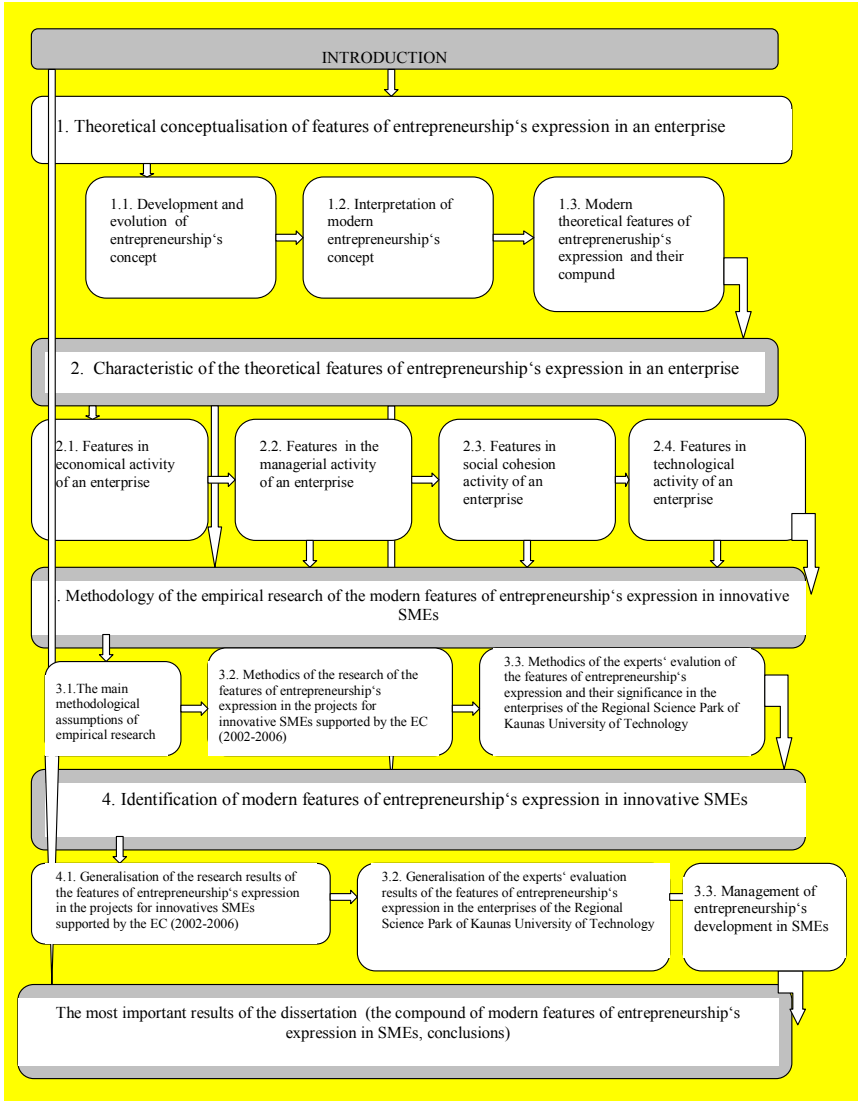 INTRODUCTION
1. Theoretical conceptualisation of features of entrepreneurship‘s expression in an enterprise
1.1. Development and
evolution of
entrepreneurship‘s
concept
1.2. Interpretation of
modern
entrepreneurship‘s
concept
1.3. Modern
theoretical features of
entrepreneruship‘s
expression and their
compund
2. Characteristic of the theoretical features of entrepreneurship‘s expression in an enterprise
2.1. Features in
economical activity
of an enterprise
2.2. Features in the
managerial activity
of an enterprise
2.3. Features in
social cohesion
activity of an
enterprise
2.4. Features in
technological
activity of an
enterprise
. Methodology of the empirical research of the modern features of entrepreneurship‘s expression in innovative
SMEs
3.1.The main
methodological
assumptions of
empirical research
3.2. Methodics of the research of the
features of entrepreneurship‘s
expression in the projects for
innovative SMEs supported by the EC
(2002-2006)
3.3. Methodics of the experts‘ evalution of
the features of entrepreneurship‘s
expression and their significance in the
enterprises of the Regional Science Park of
Kaunas University of Technology
4. Identification of modern features of entrepreneurship‘s expression in innovative SMEs
4.1. Generalisation of the research results of
the features of entrepreneurship‘s expression
in the projects for innovatives SMEs
supported by the EC (2002-2006)
3.2. Generalisation of the experts‘ evaluation
results of the features of entrepreneurship‘s
expression in the enterprises of the Regional
Science Park of Kaunas University of Technology
3.3. Management of
entrepreneurship‘s
development in SMEs
The most important results of the dissertation (the compound of modern features of entrepreneurship‘s
expression in SMEs, conclusions)